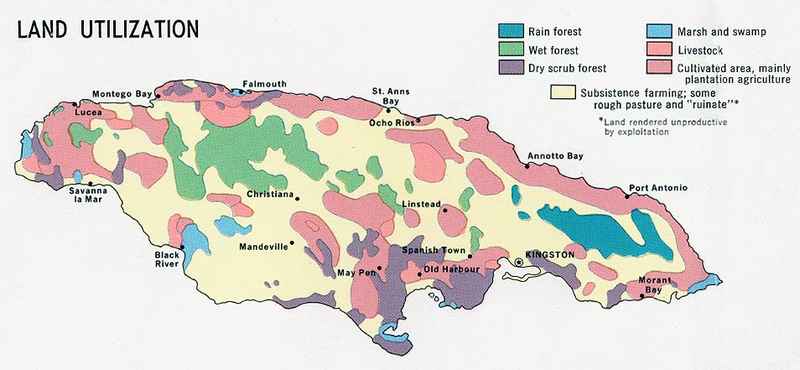 LAND UTILIZATION
Rain forest
Wet forest
Dry scrub forest
Marsh and swamp
Livestock
Cultivated area, mainly
plantation agriculture
Subsistence farming; some
rough pasture and "ruinate"*
*Land rendered unproductive
by exploitation
Montego Bay
Falmouth
Lucea
St. Anns
Bay
Ocho Rios
Annotto Bay
Port Antonio
Savanna
la Mar
Christiana
Linstead
Black
River
Mandeville
Spanish Town
KINGSTON
May Pen
Old Harbour
Morant
Bay